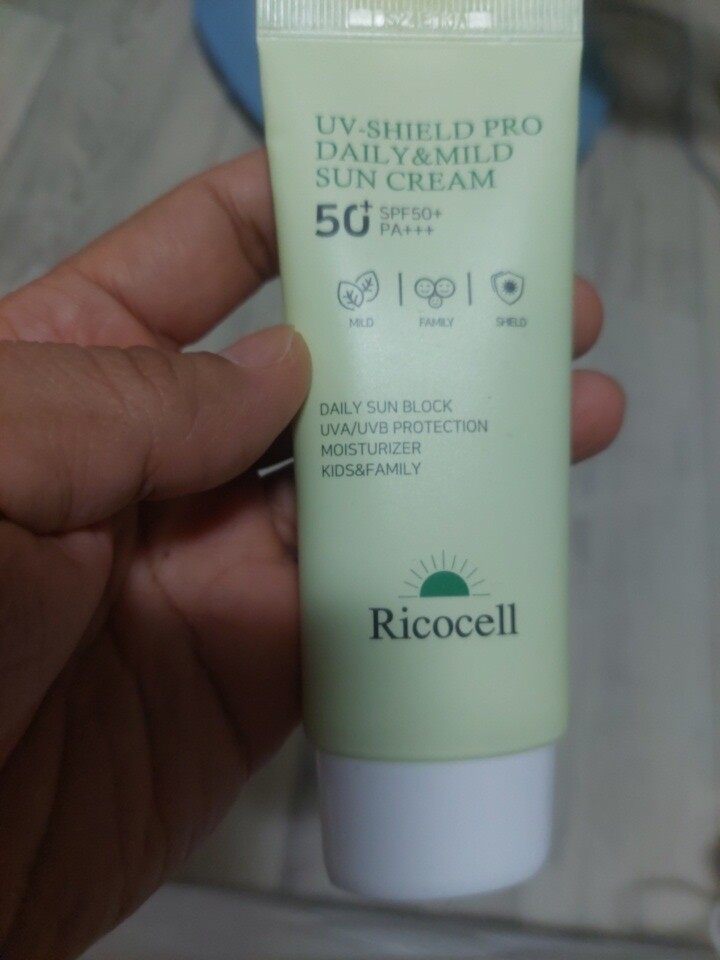 UV-SHIELD PRO
DAILY&MILD
SUN CREAM
50+ SPF50+
PA+++
MILD FAMILY SHIELD
DAILY SUN BLOCK
UVA/UVB PROTECTION
MOISTURIZER
KIDS&FAMILY
Ricocell